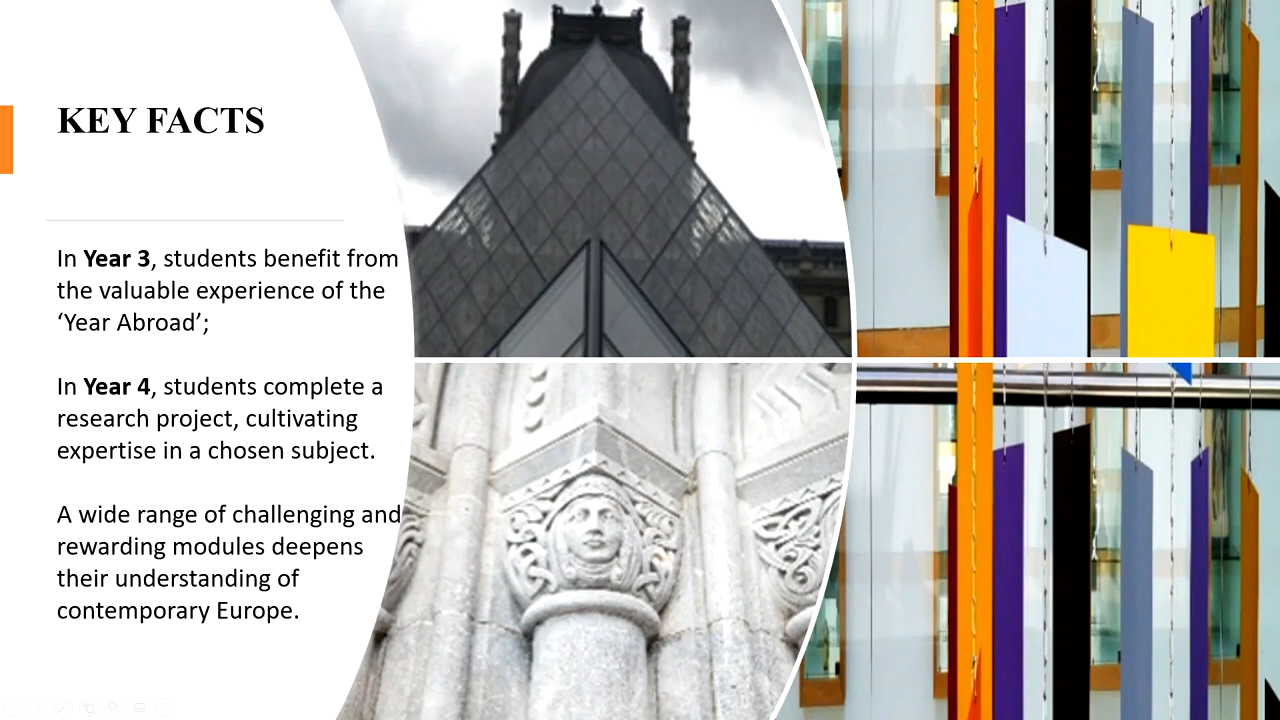 KEY FACTS
In Year 3, students benefit from
the valuable experience of the
‘Year Abroad’;
In Year 4, students complete a
research project, cultivating
expertise in a chosen subject.
A wide range of challenging and
rewarding modules deepens
their understanding of
contemporary Europe.